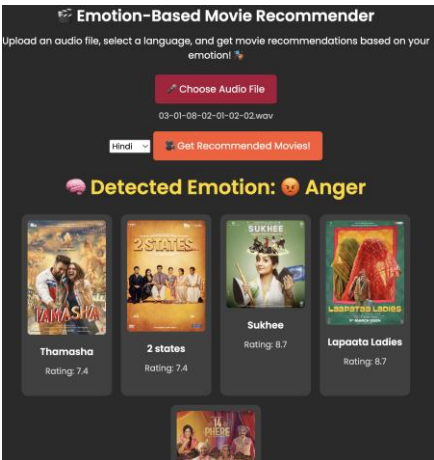 🎬 Emotion-Based Movie Recommender
Upload an audio file, select a language, and get movie recommendations based on your
emotion! 🎭
🎤 Choose Audio File
03-01-08-02-01-02-02.wav
Hindi
🎥 Get Recommended Movies!
🧠 Detected Emotion: 😡 Anger
TAMASHA
2 STATES
SUKHEE
LAAPATAA LADIES
Thamasha
2 states
Sukhee
Lapaata Ladies
Rating: 7.4
Rating: 7.4
Rating: 8.7
Rating: 8.7
14
PHERE